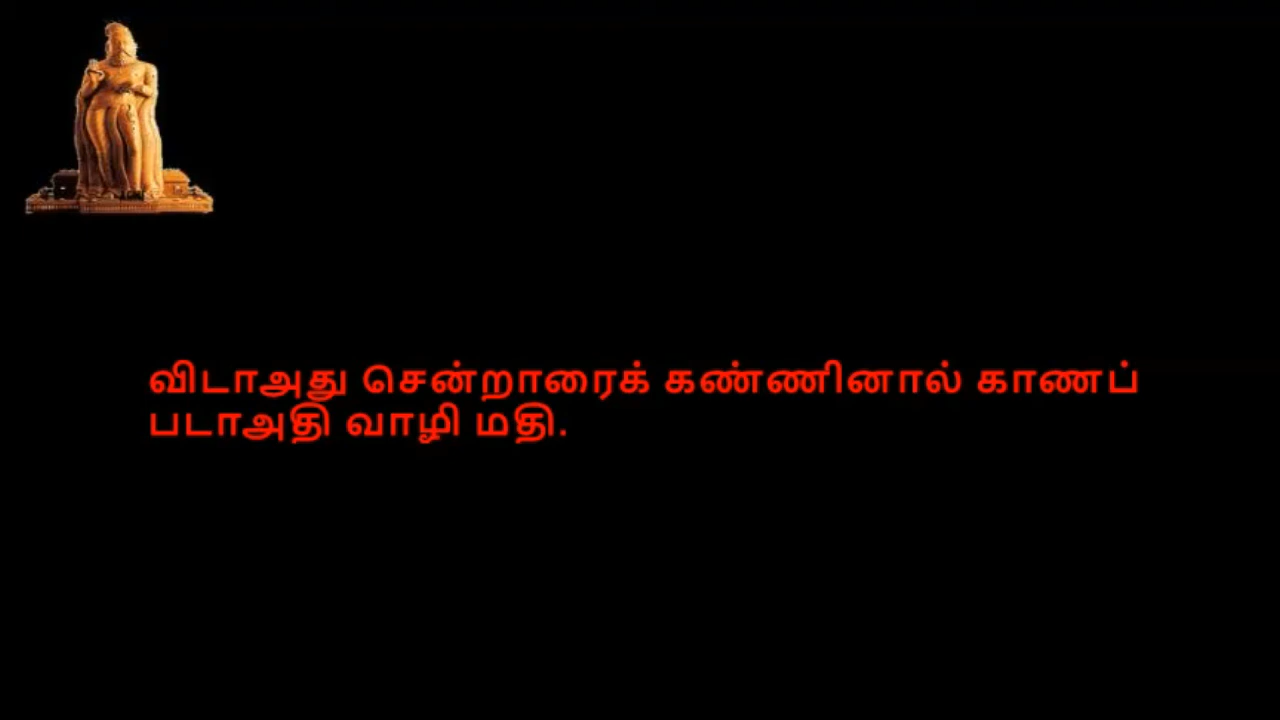 விடாஅது சென்றாரைக் கண்ணினால் காணப்
படாஅதி வாழி மதி.